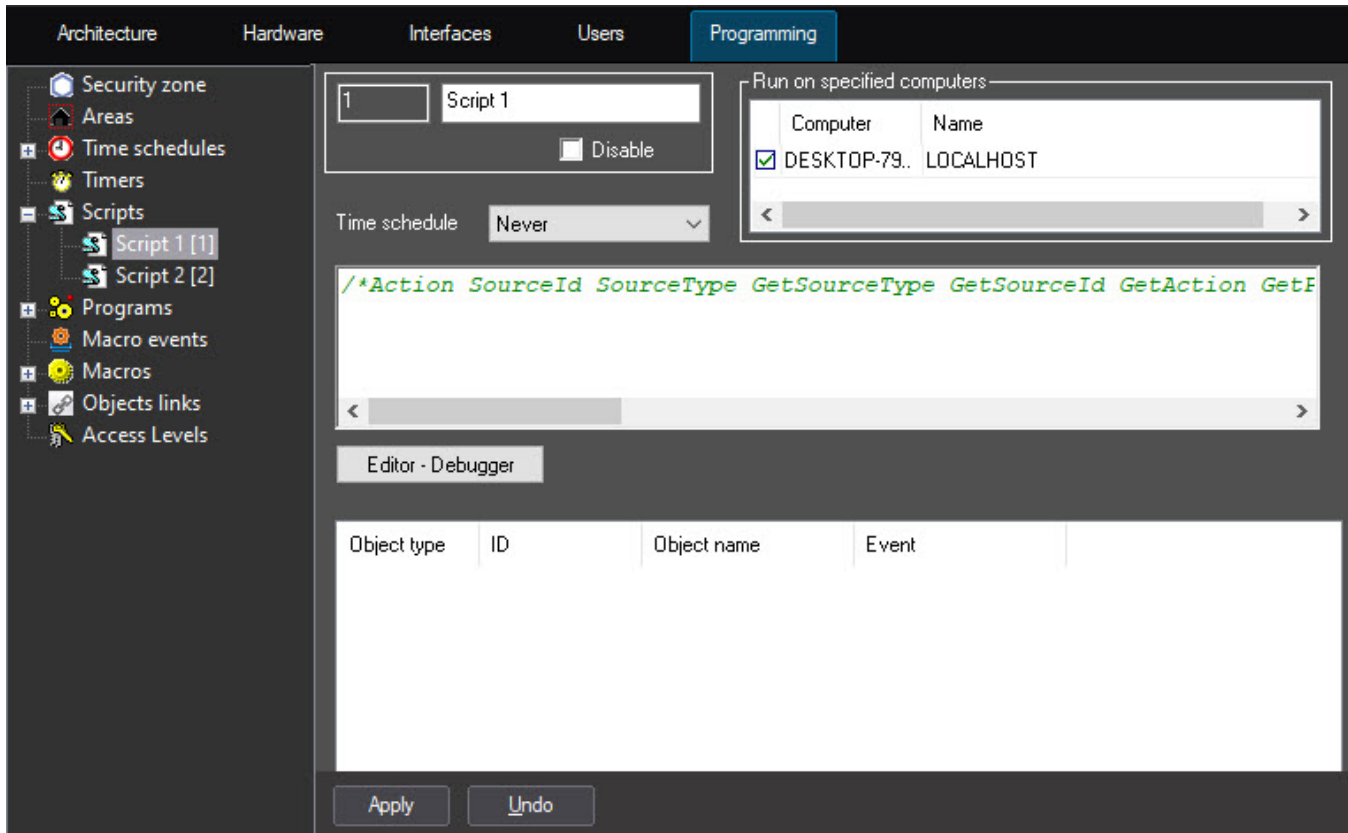 Architecture Hardware Interfaces Users Programming
Security zone
Areas
Time schedules
Timers
Scripts
Script 1 [1]
Script 2 [2]
Programs
Macro events
Macros
Objects links
Access Levels
1 Script 1
Disable
Run on specified computers
Computer Name
DESKTOP-79.. LOCALHOST
Time schedule Never
/*Action SourceId SourceType GetSourceType GetSourceId GetAction
Editor - Debugger
Object type ID Object name Event
Apply Undo